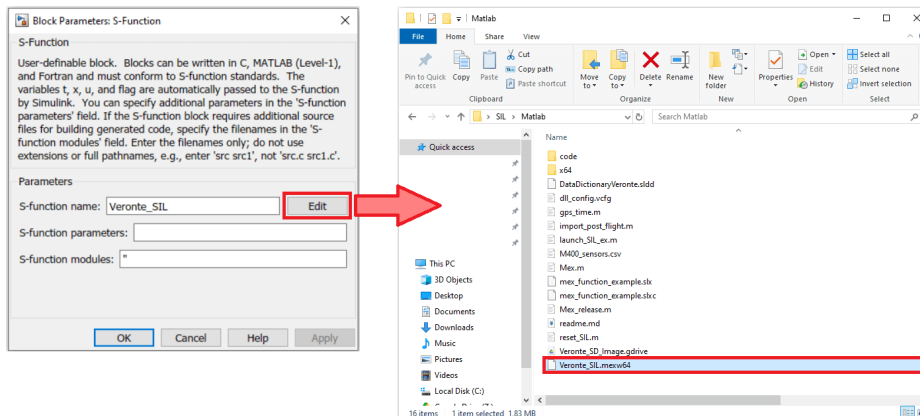 Block Parameters: S-Function
S-Function
User-definable block. Blocks can be written in C, MATLAB (Level-1),
and Fortran and must conform to S-function standards. The
variables t, x, u, and flag are automatically passed to the S-function
by Simulink. You can specify additional parameters in the 'S-function
parameters' field. If the S-function block requires additional source
files for building generated code, specify the filenames in the 'S-
function modules' field. Enter the filenames only; do not use
extensions or full pathnames, e.g., enter 'src src1', not 'src.c src1.c'.
Parameters
S-function name: Veronte_SIL Edit
S-function parameters:
S-function modules: ''
OK Cancel Help Apply
Matlab
File Home Share View
Pin to Quick access
Copy
Paste
Cut
Copy path
Paste shortcut
Move to
Copy to
Delete
Rename
New folder
Properties
Open
Edit
History
Select all
Select none
Invert selection
Clipboard Organize New Open Select
SIL > Matlab
Search Matlab
Quick access
This PC
3D Objects
Desktop
Documents
Downloads
Music
Pictures
Videos
Local Disk (C:)
Name
code
x64
DataDictionaryVeronte.sldd
dll_config.vcfg
gps_time.m
import_post_flight.m
launch_SIL_ex.m
M400_sensors.csv
Mex.m
mex_function_example.slx
mex_function_example.slxc
Mex_release.m
readme.md
reset_SIL.m
Veronte_SD_Image.gdrive
Veronte_SIL.mexw64
16 items 1 item selected 1.83 MB